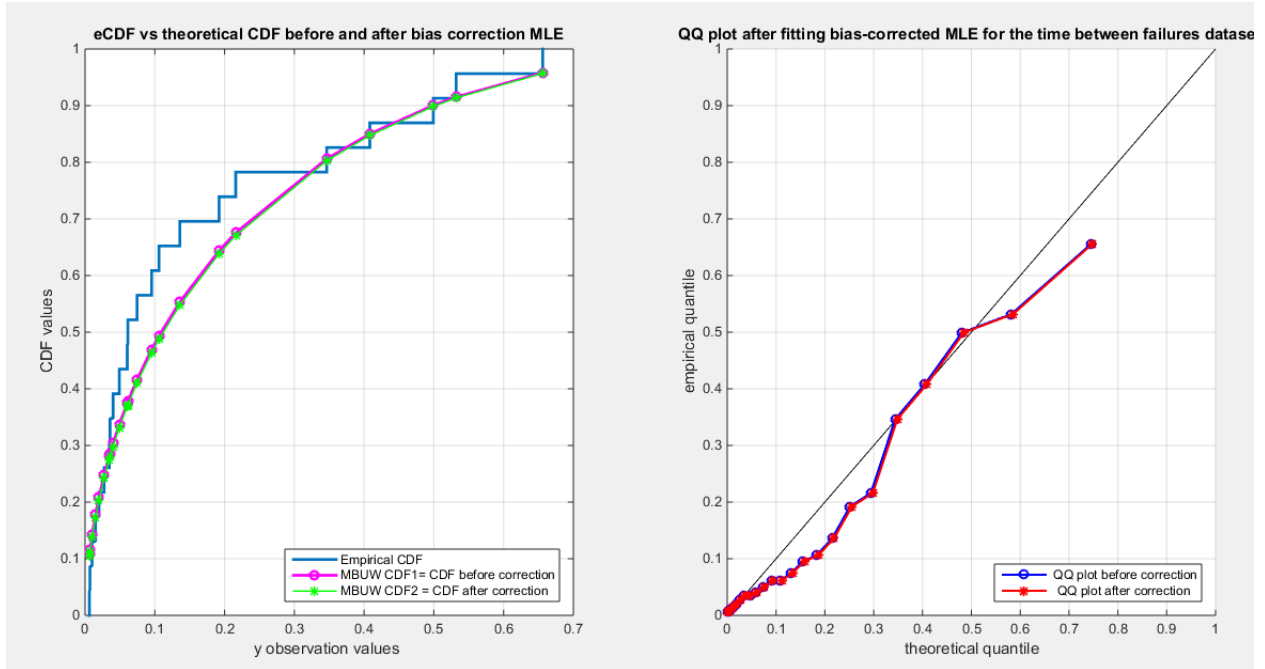 eCDF vs theoretical CDF before and after bias correction MLE
1
0.9
0.8
0.7
0.6
0.5
0.4
0.3
0.2
0.1
0
CDF values
0 0.1 0.2 0.3 0.4 0.5 0.6 0.7
y observation values
Empirical CDF
MBUW CDF1= CDF before correction
MBUW CDF2 = CDF after correction
QQ plot after fitting bias-corrected MLE for the time between failures datase
1
0.9
0.8
0.7
0.6
0.5
0.4
0.3
0.2
0.1
0
empirical quantile
0 0.1 0.2 0.3 0.4 0.5 0.6 0.7 0.8 0.9 1
theoretical quantile
QQ plot before correction
QQ plot after correction